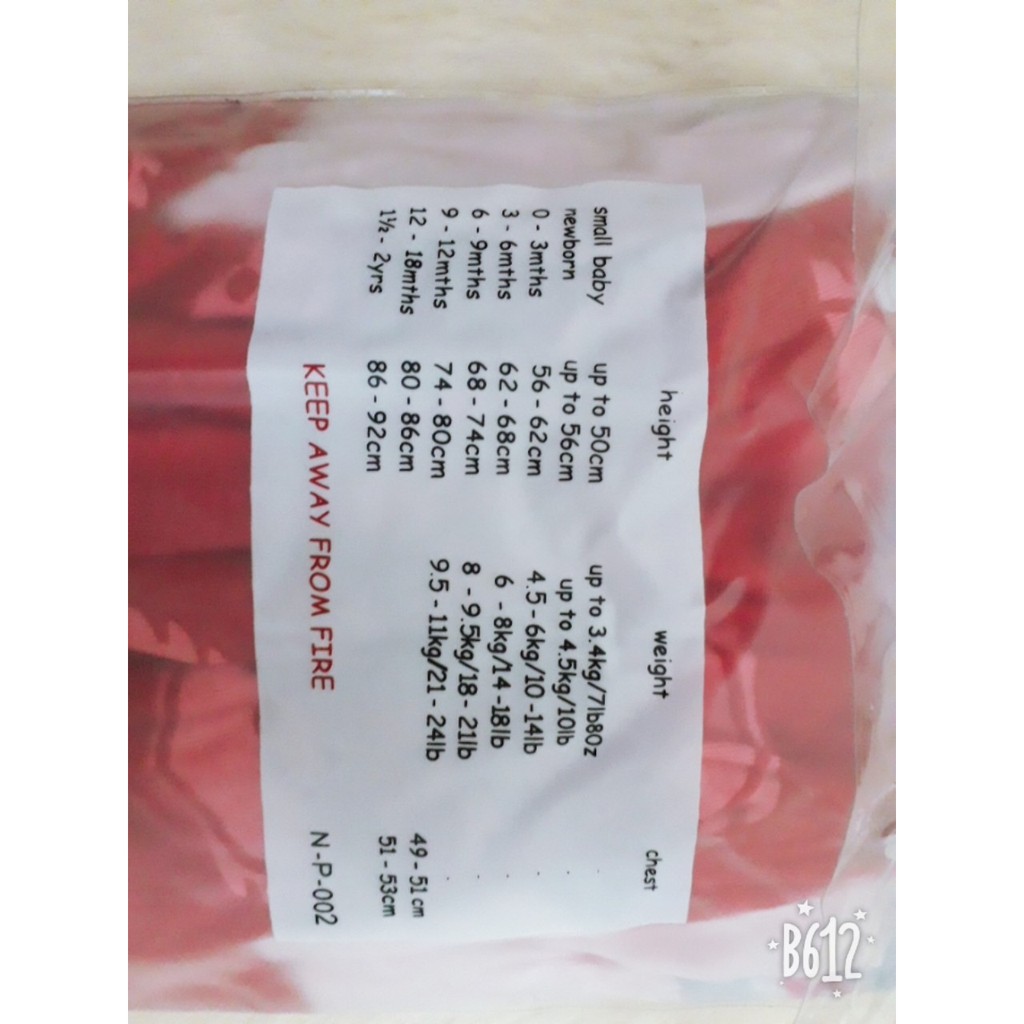 height weight chest
small baby up to 50cm up to 3.4kg/7lb80z .
newborn up to 56cm up to 4.5kg/10lb .
0 - 3mths 56 - 62cm 4.5 - 6kg/10 -14lb .
3 - 6mths 62 - 68cm 6 - 8kg/14 -18lb .
6 - 9mths 68 - 74cm 8 - 9.5kg/18 - 21lb .
9 - 12mths 74 - 80cm 9.5 - 11kg/21 - 24lb .
12 - 18mths 80 - 86cm 49 - 51 cm
1½ - 2yrs 86 - 92cm 51 - 53cm
KEEP AWAY FROM FIRE N-P-002
B612